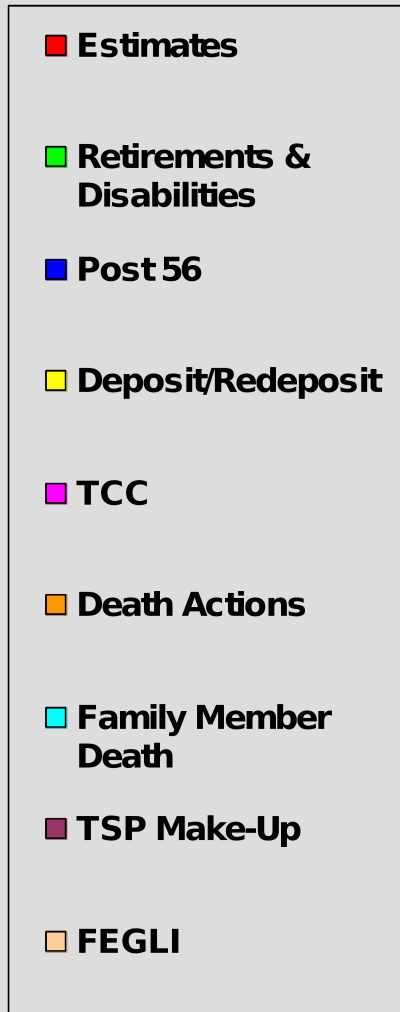 Estimates
Retirements &
Disabilities
Post 56
Deposit/Redeposit
TCC
Death Actions
Family Member
Death
TSP Make-Up
FEGLI